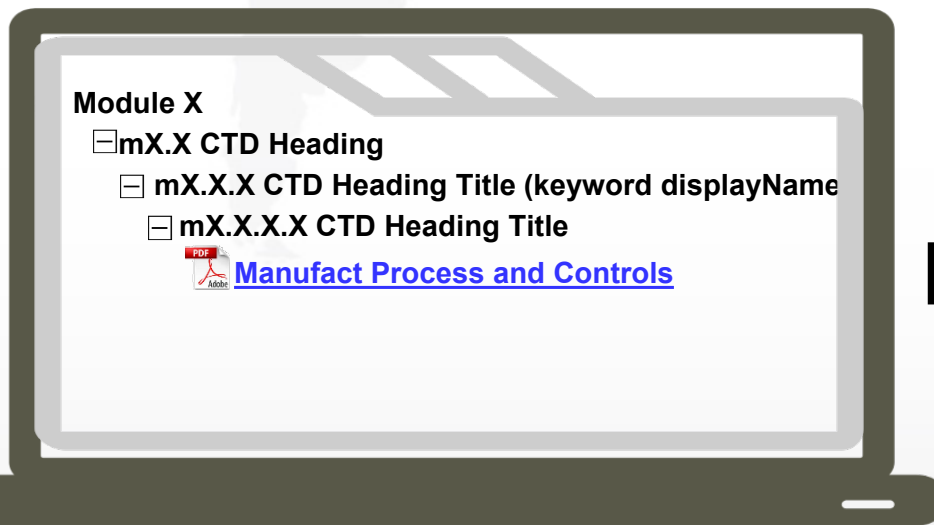 Module X
mX.X CTD Heading
mX.X.X CTD Heading Title (keyword displayName
mX.X.X.X CTD Heading Title
PDF
Adobe
Manufact Process and Controls